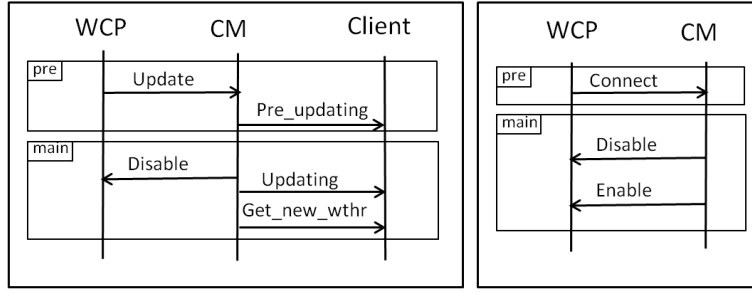 WCP CM Client
pre
Update
Pre_updating
main
Disable
Updating
Get_new_wthr
WCP CM
pre
Connect
main
Disable
Enable